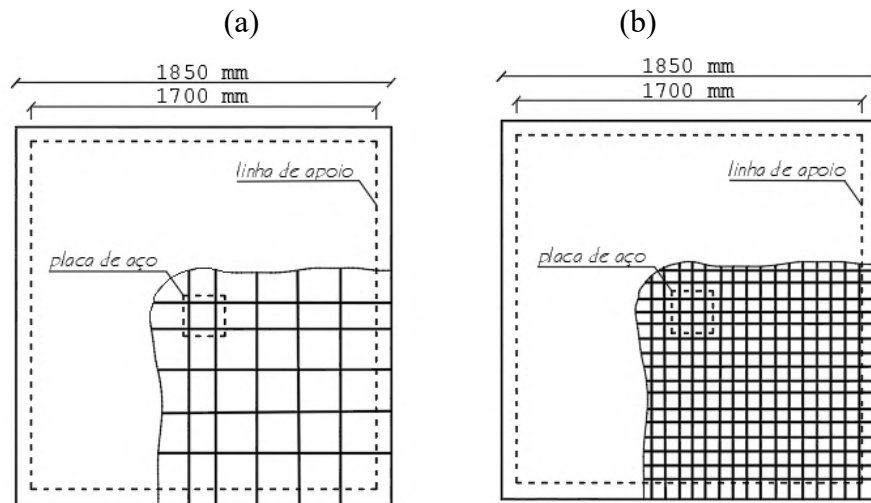 (a)
1850 mm
1700 mm
linha de apoio
placa de aço
(b)
1850 mm
1700 mm
linha de apoio
placa de aço